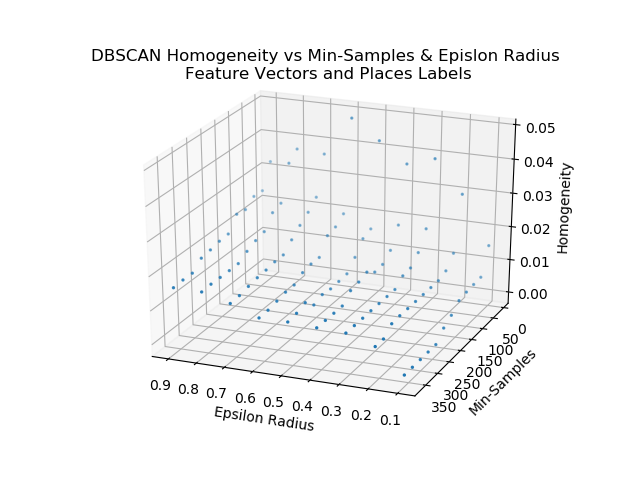 DBSCAN Homogeneity vs Min-Samples & Epislon Radius
Feature Vectors and Places Labels
0.05
0.04
0.03
0.02
0.01
0.00
Homogeneity
0
50
100
150
200
250
300
350
Min-Samples
0.9 0.8 0.7 0.6 0.5 0.4 0.3 0.2 0.1
Epsilon Radius